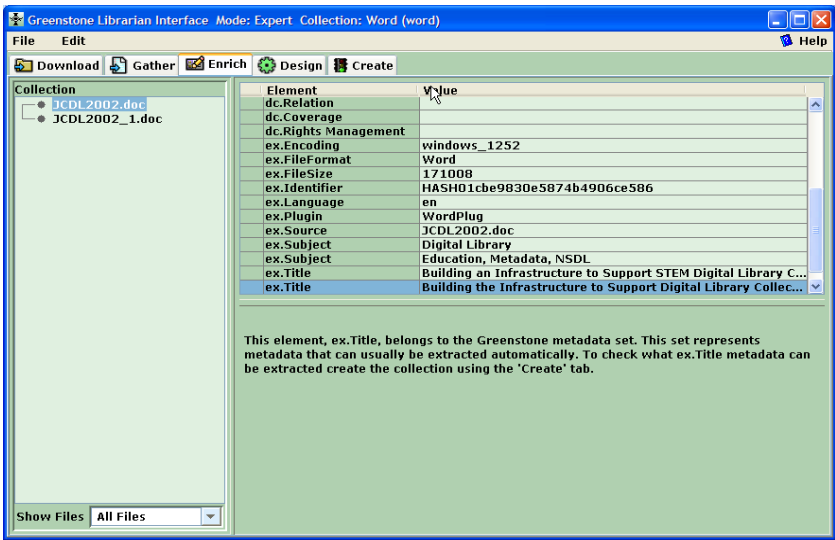 Greenstone Librarian Interface Mode: Expert Collection: Word (word)
File Edit Help
Download Gather Enrich Design Create
Collection
JCDL2002.doc
JCDL2002_1.doc
Element Value
dc.Relation
dc.Coverage
dc.Rights Management
ex.Encoding windows_1252
ex.FileFormat Word
ex.FileSize 171008
ex.Identifier HASH01cbe9830e5874b4906ce586
ex.Language en
ex.Plugin WordPlug
ex.Source JCDL2002.doc
ex.Subject Digital Library
ex.Subject Education, Metadata, NSDL
ex.Title Building an Infrastructure to Support STEM Digital Library C...
ex.Title Building the Infrastructure to Support Digital Library Collec...
This element, ex.Title, belongs to the Greenstone metadata set. This set represents
metadata that can usually be extracted automatically. To check what ex.Title metadata can
be extracted create the collection using the 'Create' tab.
Show Files All Files